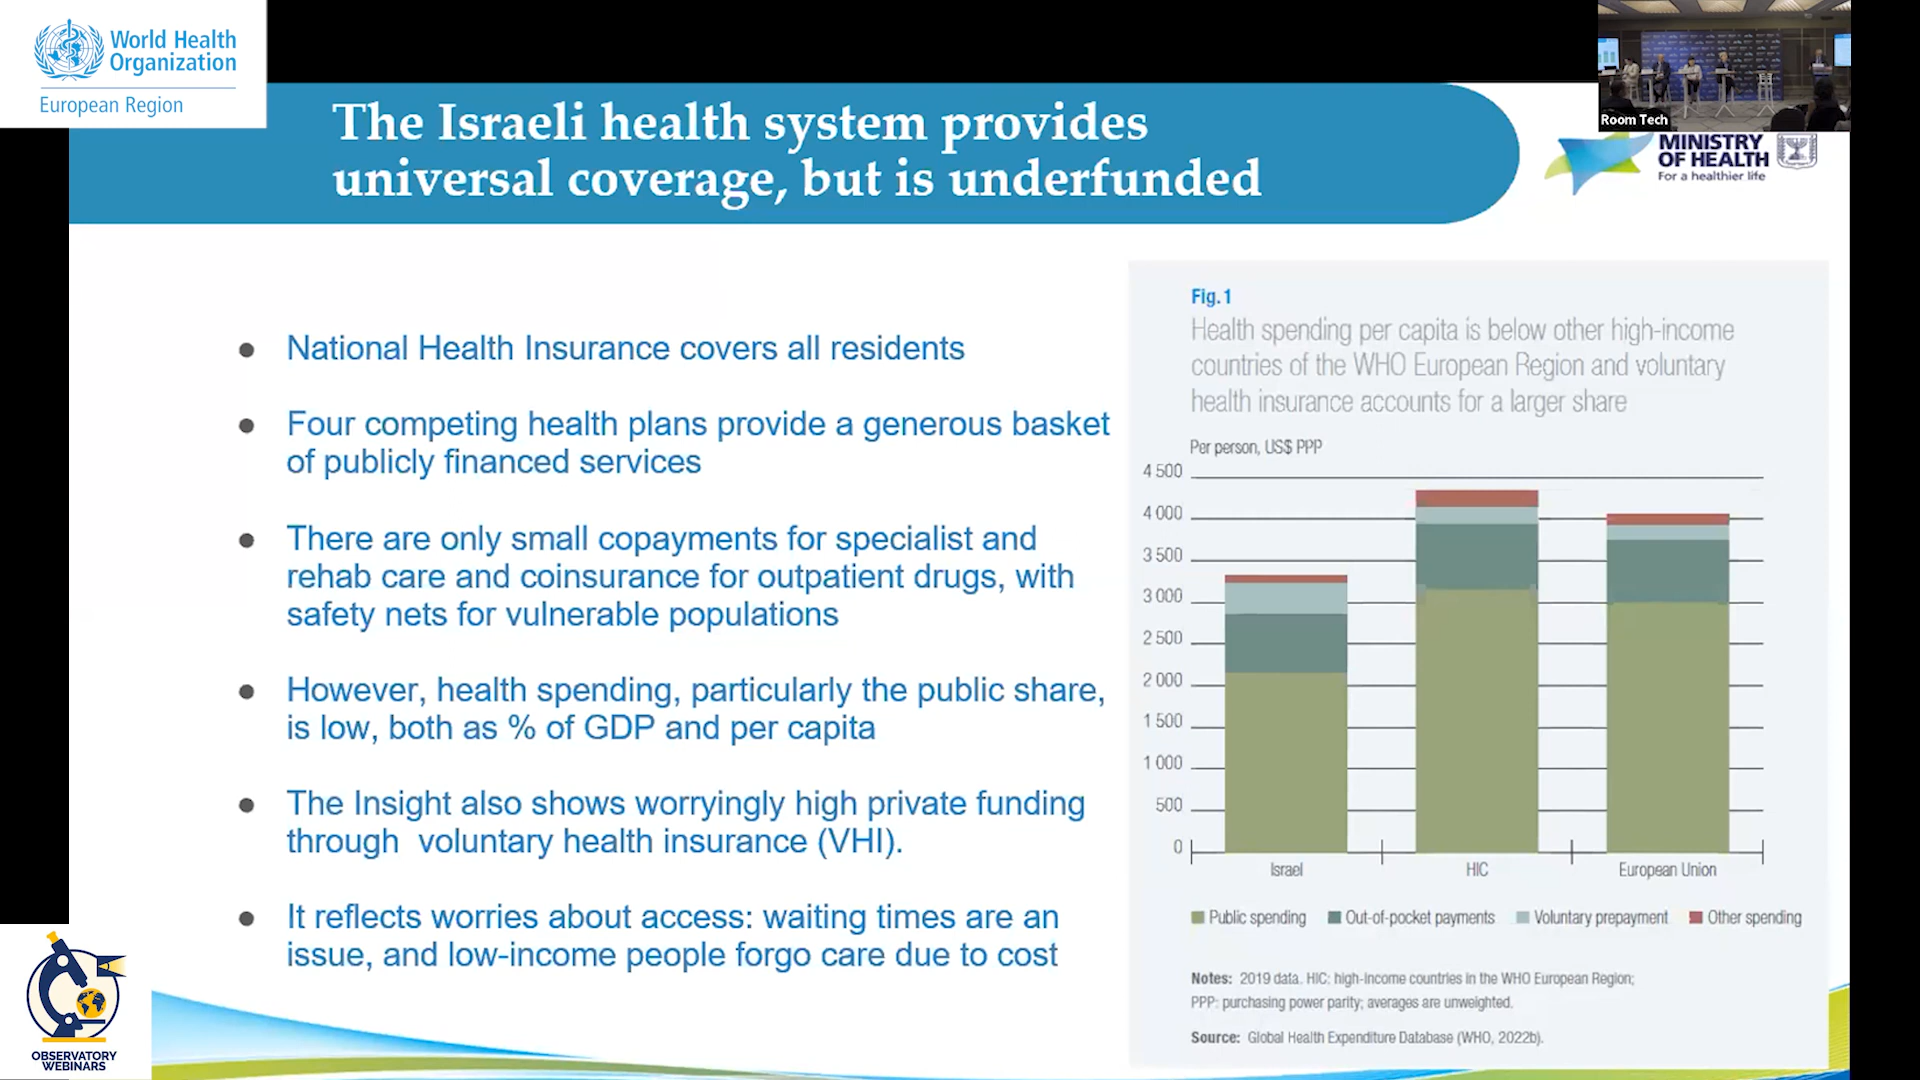 World Health
Organization
European Region
The Israeli health system provides
universal coverage, but is underfunded
Room Tech
MINISTRY
OF HEALTH
For a healthier life
● National Health Insurance covers all residents
● Four competing health plans provide a generous basket
of publicly financed services
● There are only small copayments for specialist and
rehab care and coinsurance for outpatient drugs, with
safety nets for vulnerable populations
● However, health spending, particularly the public share,
is low, both as % of GDP and per capita
● The Insight also shows worryingly high private funding
through voluntary health insurance (VHI).
● It reflects worries about access: waiting times are an
issue, and low-income people forgo care due to cost
Fig.1
Health spending per capita is below other high-income
countries of the WHO European Region and voluntary
health insurance accounts for a larger share
Per person, US$ PPP
4 500
4 000
3 500
3 000
2 500
2 000
1 500
1 000
500
0
Israel HIC European Union
Public spending Out-of-pocket payments Voluntary prepayment Other spending
Notes: 2019 data. HIC: high-income countries in the WHO European Region;
PPP: purchasing power parity; averages are unweighted.
Source: Global Health Expenditure Database (WHO, 2022b).
OBSERVATORY
WEBINARS